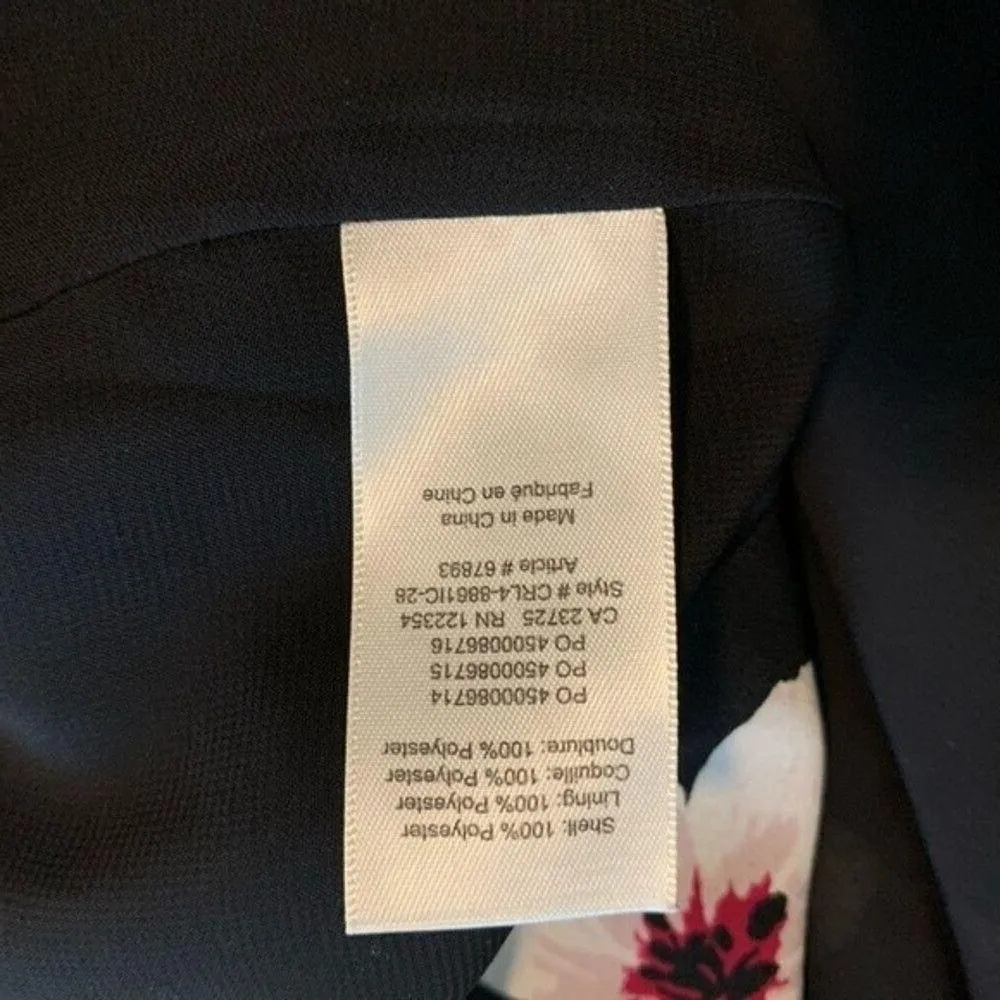 Shell: 100% Polyester
Lining: 100% Polyester
Coquille: 100% Polyester
Doublure: 100% Polyester
PO 4500086714
PO 4500086715
PO 4500086716
CA 23725 RN 122354
Style # CRL4-8861IC-28
Article # 67893
Made in China
Fabriqué en Chine